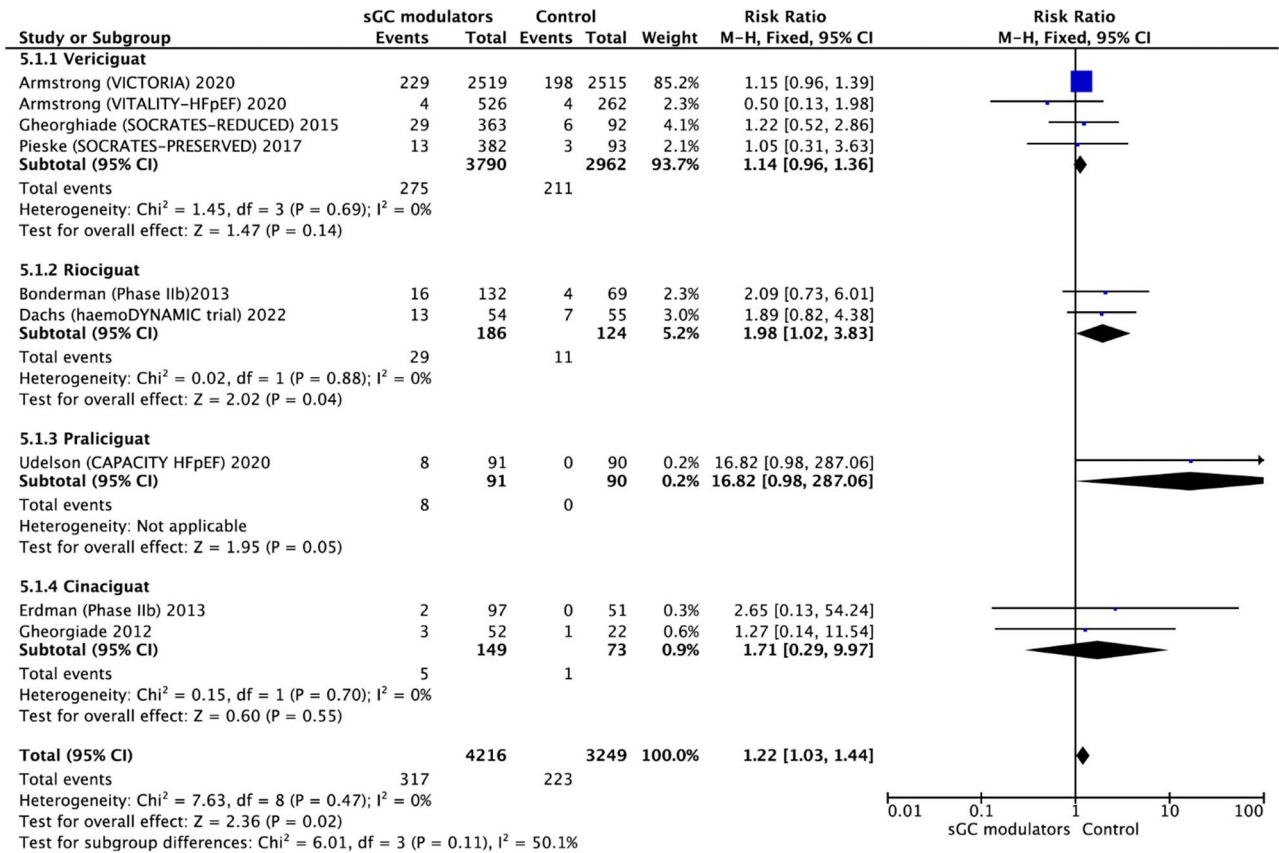 sGC modulators Control Risk Ratio Risk Ratio
Study or Subgroup Events Total Events Total Weight M-H, Fixed, 95% CI M-H, Fixed, 95% CI
5.1.1 Vericiguat
Armstrong (VICTORIA) 2020 229 2519 198 2515 85.2% 1.15 [0.96, 1.39]
Armstrong (VITALITY-HFpEF) 2020 4 526 4 262 2.3% 0.50 [0.13, 1.98]
Gheorghiade (SOCRATES-REDUCED) 2015 29 363 6 92 4.1% 1.22 [0.52, 2.86]
Pieske (SOCRATES-PRESERVED) 2017 13 382 3 93 2.1% 1.05 [0.31, 3.63]
Subtotal (95% CI) 3790 2962 93.7% 1.14 [0.96, 1.36]
Total events 275 211
Heterogeneity: Chi² = 1.45, df = 3 (P = 0.69); I² = 0%
Test for overall effect: Z = 1.47 (P = 0.14)
5.1.2 Riociguat
Bonderman (Phase IIb)2013 16 132 4 69 2.3% 2.09 [0.73, 6.01]
Dachs (haemoDYNAMIC trial) 2022 13 54 7 55 3.0% 1.89 [0.82, 4.38]
Subtotal (95% CI) 186 124 5.2% 1.98 [1.02, 3.83]
Total events 29 11
Heterogeneity: Chi² = 0.02, df = 1 (P = 0.88); I² = 0%
Test for overall effect: Z = 2.02 (P = 0.04)
5.1.3 Praliciguat
Udelson (CAPACITY HFpEF) 2020 8 91 0 90 0.2% 16.82 [0.98, 287.06]
Subtotal (95% CI) 91 90 0.2% 16.82 [0.98, 287.06]
Total events 8 0
Heterogeneity: Not applicable
Test for overall effect: Z = 1.95 (P = 0.05)
5.1.4 Cinaciguat
Erdman (Phase IIb) 2013 2 97 0 51 0.3% 2.65 [0.13, 54.24]
Gheorgiade 2012 3 52 1 22 0.6% 1.27 [0.14, 11.54]
Subtotal (95% CI) 149 73 0.9% 1.71 [0.29, 9.97]
Total events 5 1
Heterogeneity: Chi² = 0.15, df = 1 (P = 0.70); I² = 0%
Test for overall effect: Z = 0.60 (P = 0.55)
Total (95% CI) 4216 3249 100.0% 1.22 [1.03, 1.44]
Total events 317 223
Heterogeneity: Chi² = 7.63, df = 8 (P = 0.47); I² = 0%
Test for overall effect: Z = 2.36 (P = 0.02)
Test for subgroup differences: Chi² = 6.01, df = 3 (P = 0.11), I² = 50.1%
0.01 0.1 1 10 100
sGC modulators Control